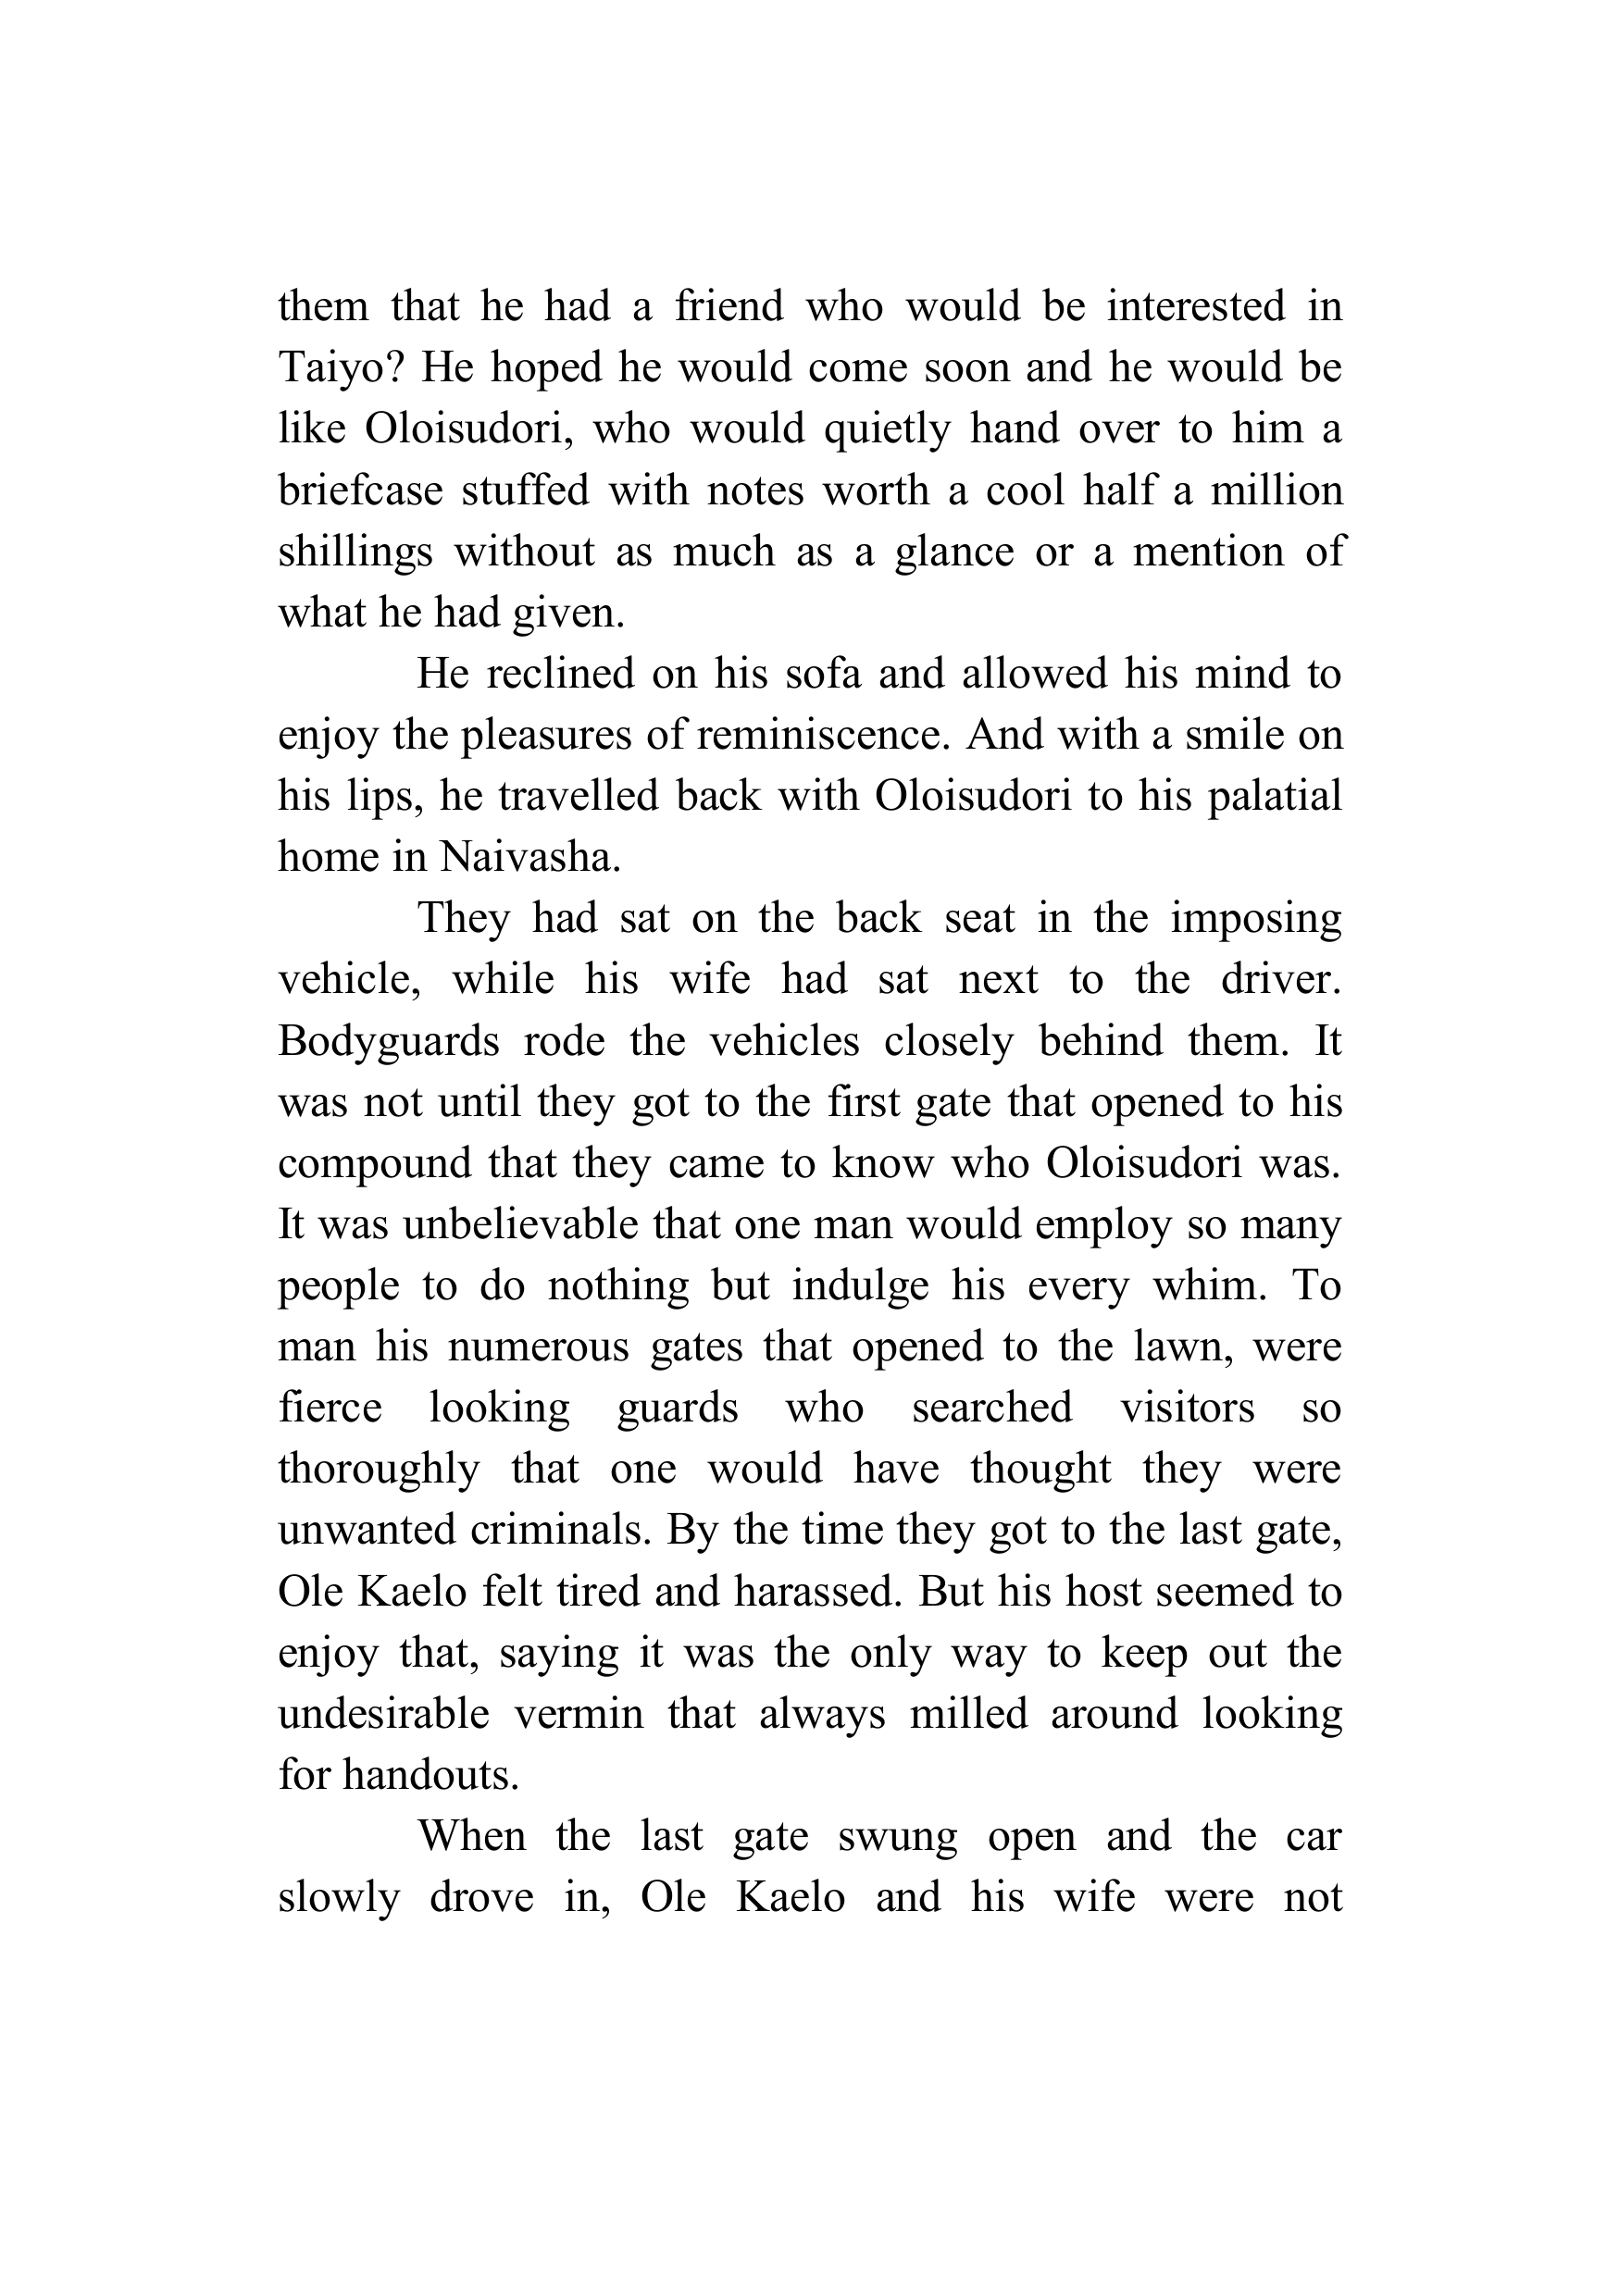 them that he had a friend who would be interested in
Taiyo? He hoped he would come soon and he would be
like Oloisudori, who would quietly hand over to him a
briefcase stuffed with notes worth a cool half a million
shillings without as much as a glance or a mention of
what he had given.
He reclined on his sofa and allowed his mind to
enjoy the pleasures of reminiscence. And with a smile on
his lips, he travelled back with Oloisudori to his palatial
home in Naivasha.
They had sat on the back seat in the imposing
vehicle, while his wife had sat next to the driver.
Bodyguards rode the vehicles closely behind them. It
was not until they got to the first gate that opened to his
compound that they came to know who Oloisudori was.
It was unbelievable that one man would employ so many
people to do nothing but indulge his every whim. To
man his numerous gates that opened to the lawn, were
fierce looking guards who searched visitors so
thoroughly that one would have thought they were
unwanted criminals. By the time they got to the last gate,
Ole Kaelo felt tired and harassed. But his host seemed to
enjoy that, saying it was the only way to keep out the
undesirable vermin that always milled around looking
for handouts.
When the last gate swung open and the car
slowly drove in, Ole Kaelo and his wife were not